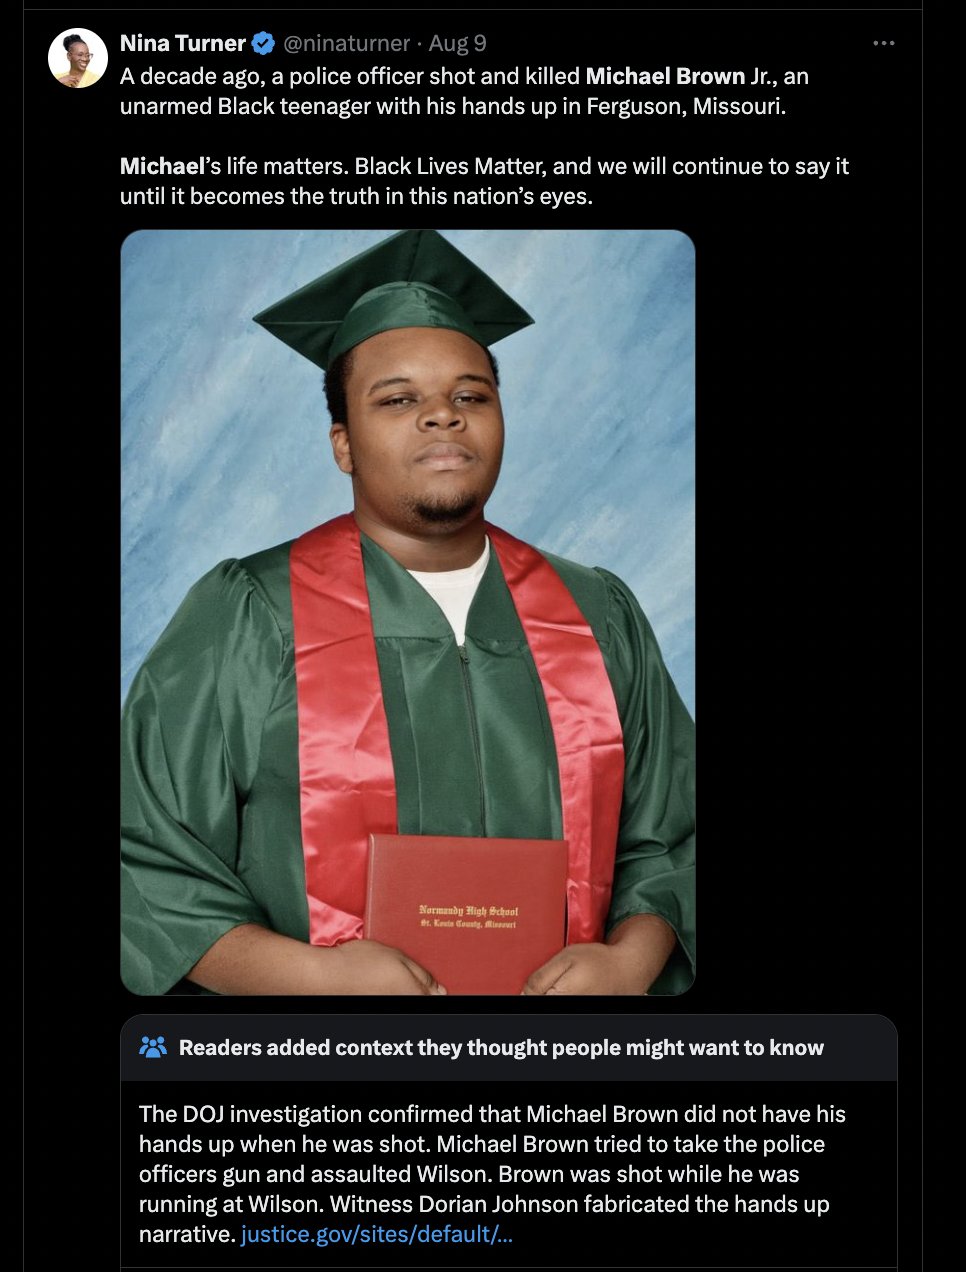 Nina Turner @ninaturner · Aug 9
A decade ago, a police officer shot and killed Michael Brown Jr., an
unarmed Black teenager with his hands up in Ferguson, Missouri.
Michael’s life matters. Black Lives Matter, and we will continue to say it
until it becomes the truth in this nation’s eyes.
Normandy High School
St. Louis County, Missouri
Readers added context they thought people might want to know
The DOJ investigation confirmed that Michael Brown did not have his
hands up when he was shot. Michael Brown tried to take the police
officers gun and assaulted Wilson. Brown was shot while he was
running at Wilson. Witness Dorian Johnson fabricated the hands up
narrative. justice.gov/sites/default/...